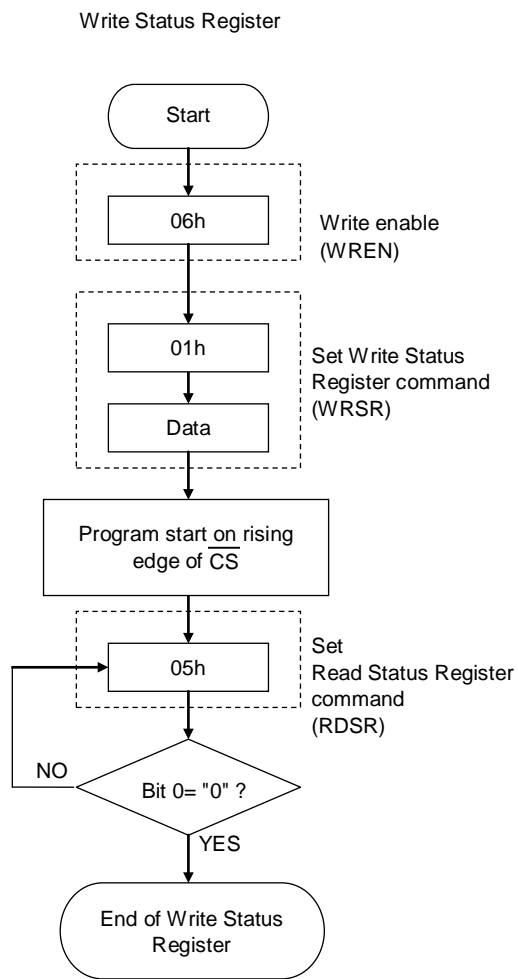 Write Status Register
Start
06h
Write enable
(WREN)
01h
Set Write Status
Register command
(WRSR)
Data
Program start on rising
edge of C̅S̅
05h
Set
Read Status Register
command
(RDSR)
NO
Bit 0= "0" ?
YES
End of Write Status
Register